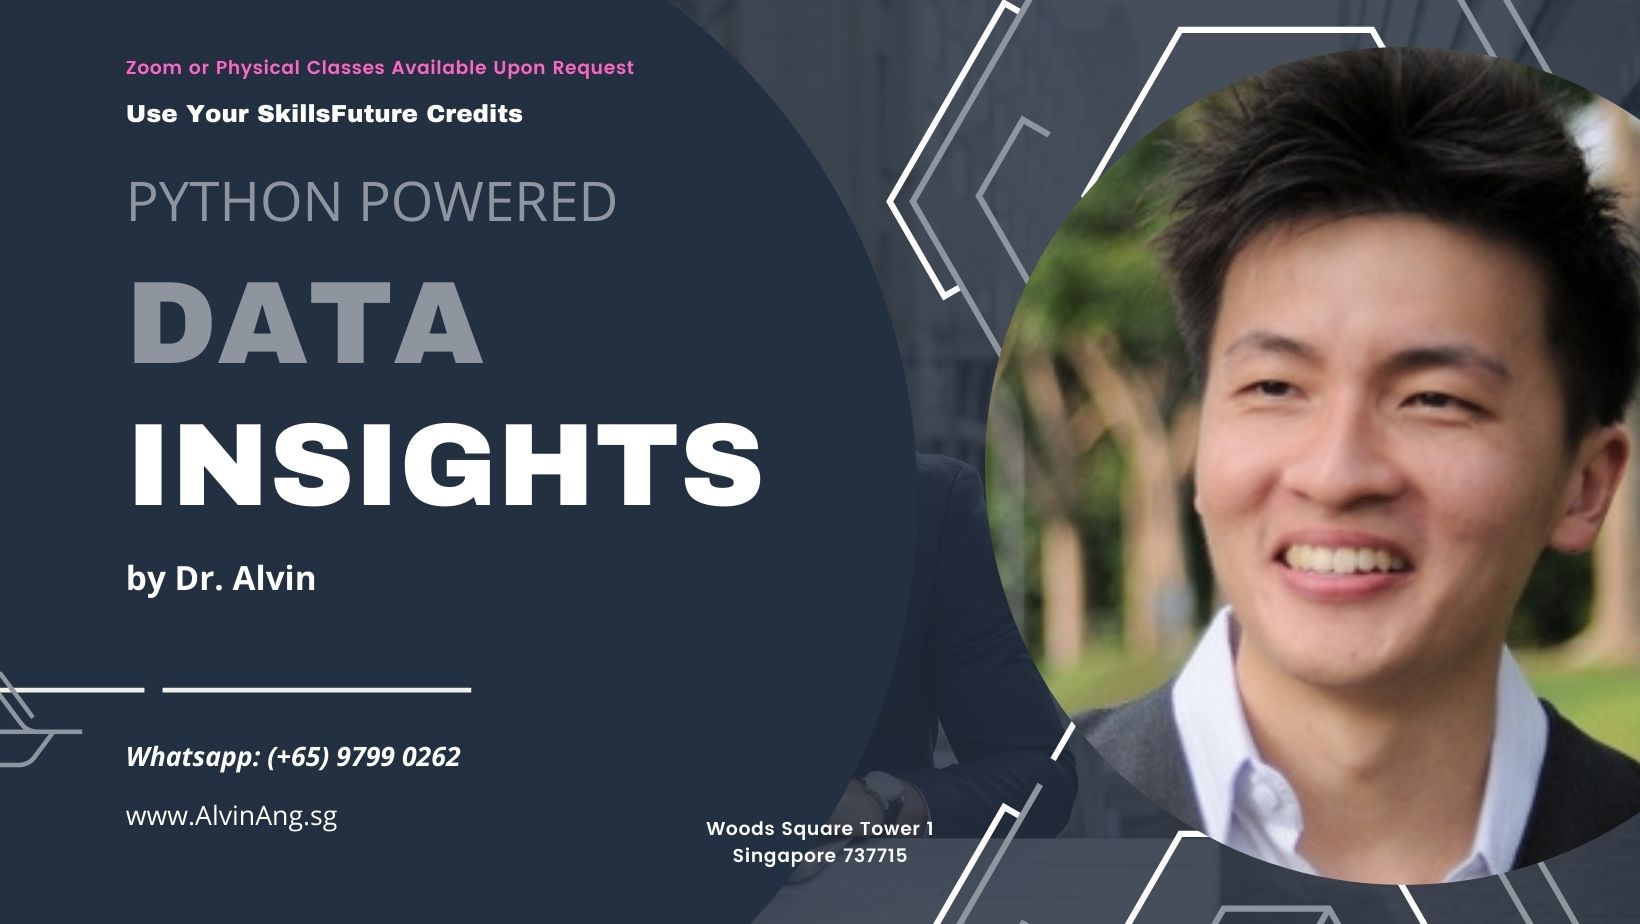 Zoom or Physical Classes Available Upon Request
Use Your SkillsFuture Credits
PYTHON POWERED
DATA
INSIGHTS
by Dr. Alvin
Whatsapp: (+65) 9799 0262
www.AlvinAng.sg
Woods Square Tower 1
Singapore 737715